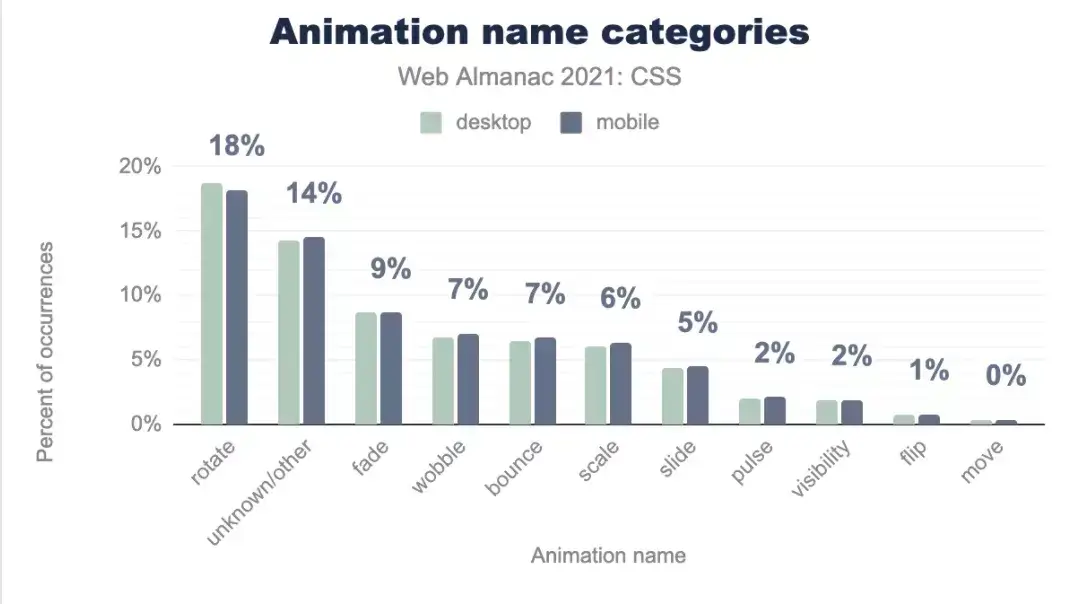 Animation name categories
Web Almanac 2021: CSS
desktop mobile
18%
14%
9%
7%
7%
6%
5%
2%
2%
1%
0%
20%
15%
10%
5%
0%
Percent of occurrences
rotate
unknown/other
fade
wobble
bounce
scale
slide
pulse
visibility
flip
move
Animation name